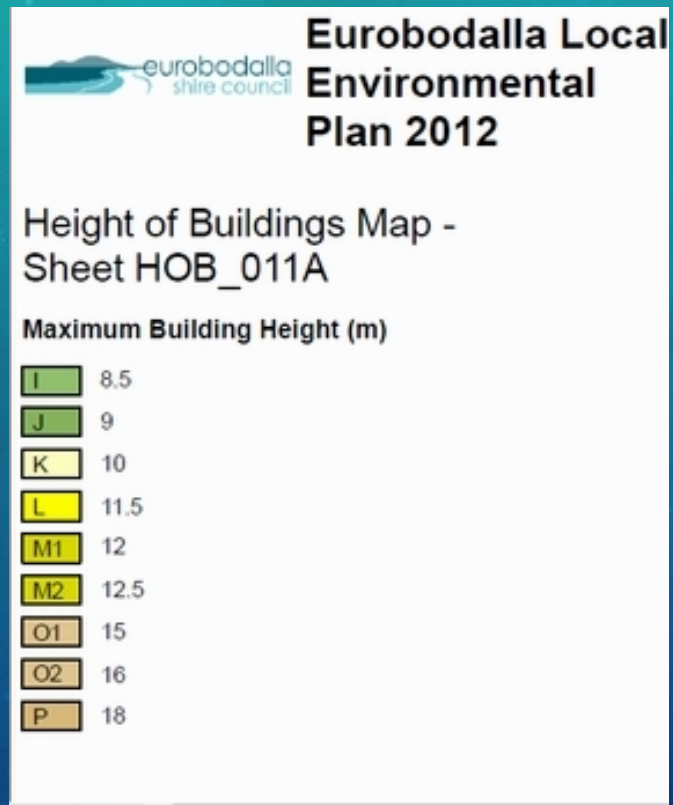 eurobodalla
shire council
Eurobodalla Local
Environmental
Plan 2012
Height of Buildings Map -
Sheet HOB_011A
Maximum Building Height (m)
I 8.5
J 9
K 10
L 11.5
M1 12
M2 12.5
O1 15
O2 16
P 18